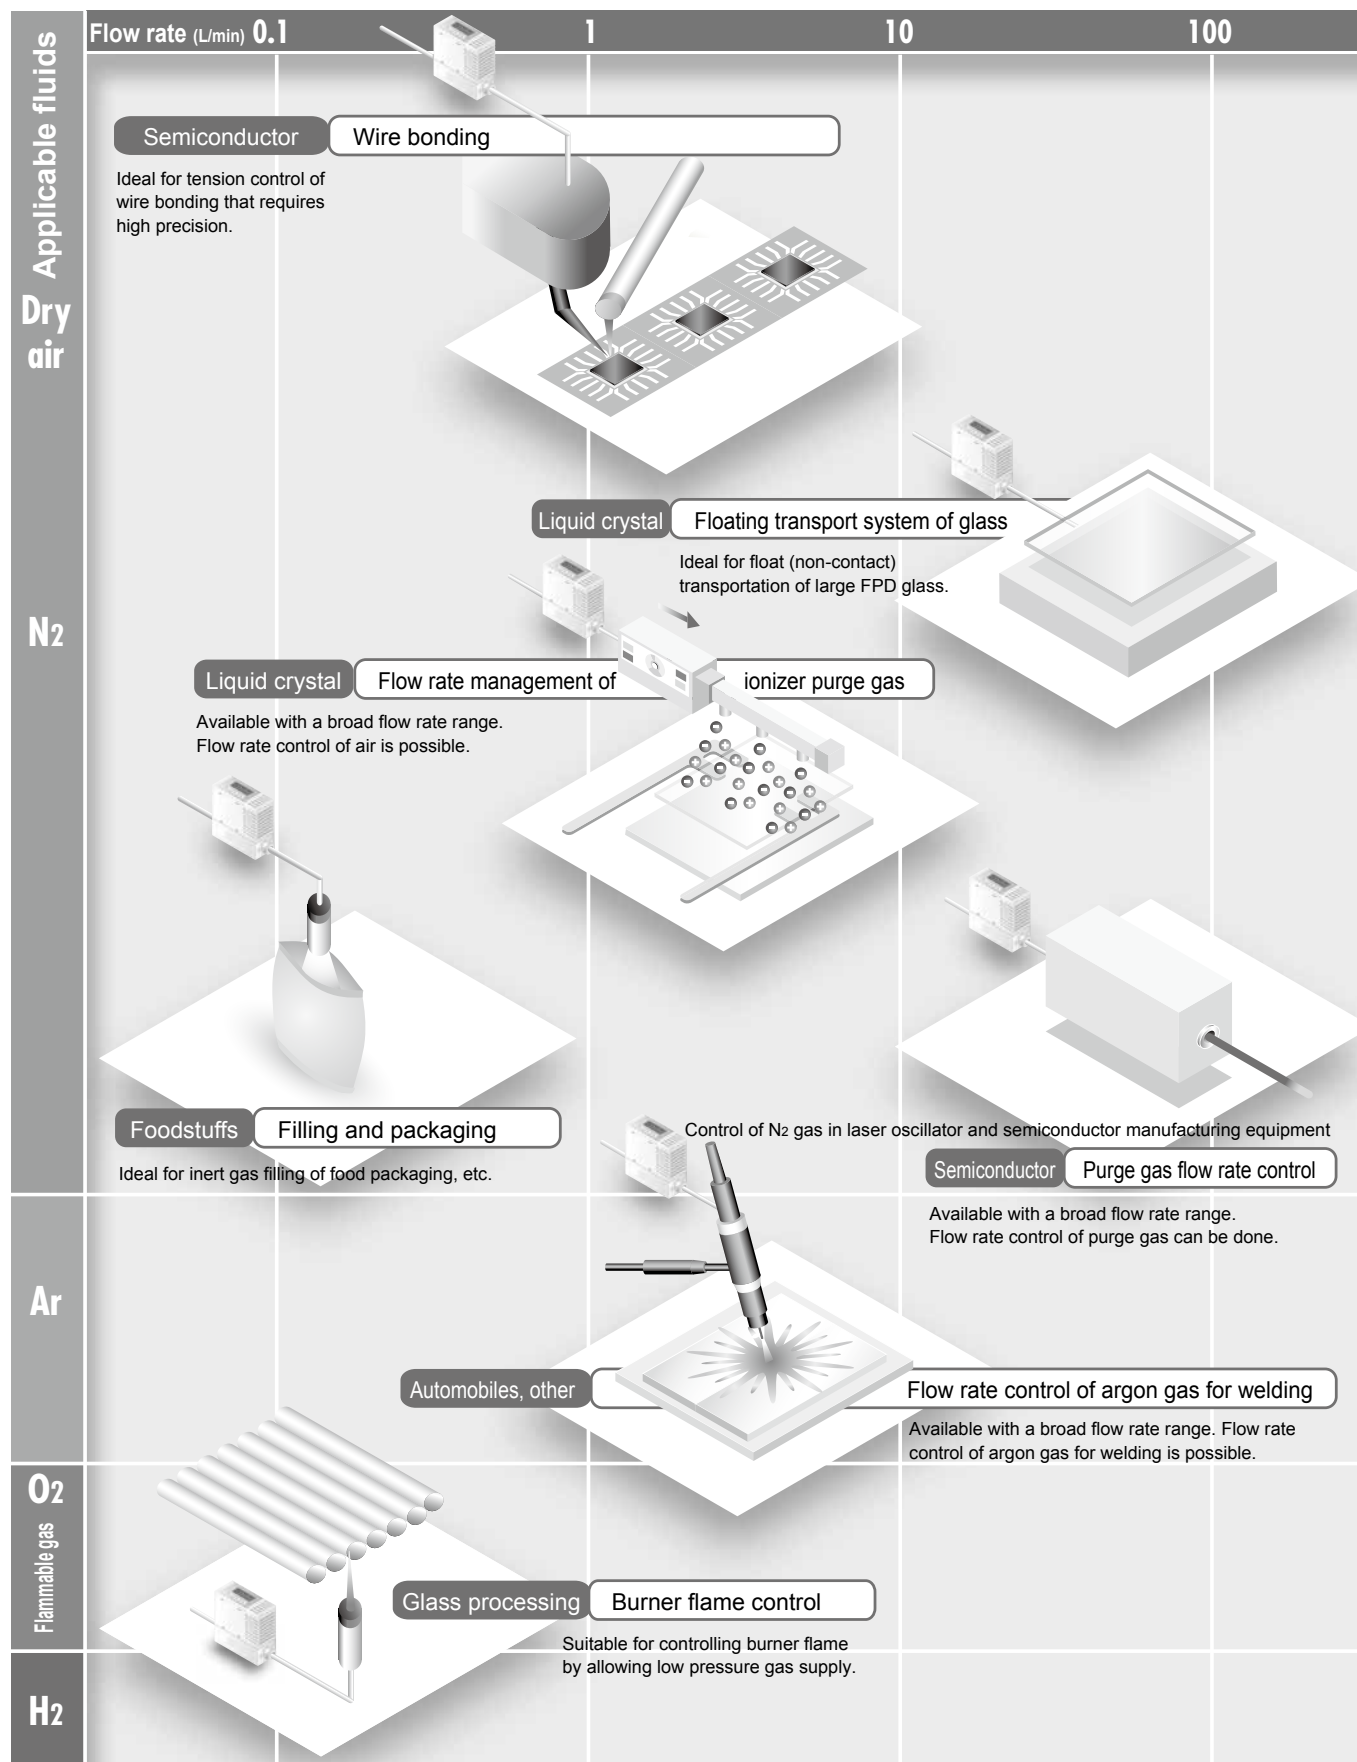 Flow rate (L/min) 0.1 1 10 100
Applicable fluids
Semiconductor Wire bonding
Ideal for tension control of
wire bonding that requires
high precision.
Dry
air
Liquid crystal Floating transport system of glass
Ideal for float (non-contact)
transportation of large FPD glass.
N2
Liquid crystal Flow rate management of ionizer purge gas
Available with a broad flow rate range.
Flow rate control of air is possible.
Foodstuffs Filling and packaging
Ideal for inert gas filling of food packaging, etc.
Control of N2 gas in laser oscillator and semiconductor manufacturing equipment
Semiconductor Purge gas flow rate control
Available with a broad flow rate range.
Flow rate control of purge gas can be done.
Ar
Automobiles, other Flow rate control of argon gas for welding
Available with a broad flow rate range. Flow rate
control of argon gas for welding is possible.
O2
Flammable gas
Glass processing Burner flame control
Suitable for controlling burner flame
by allowing low pressure gas supply.
H2